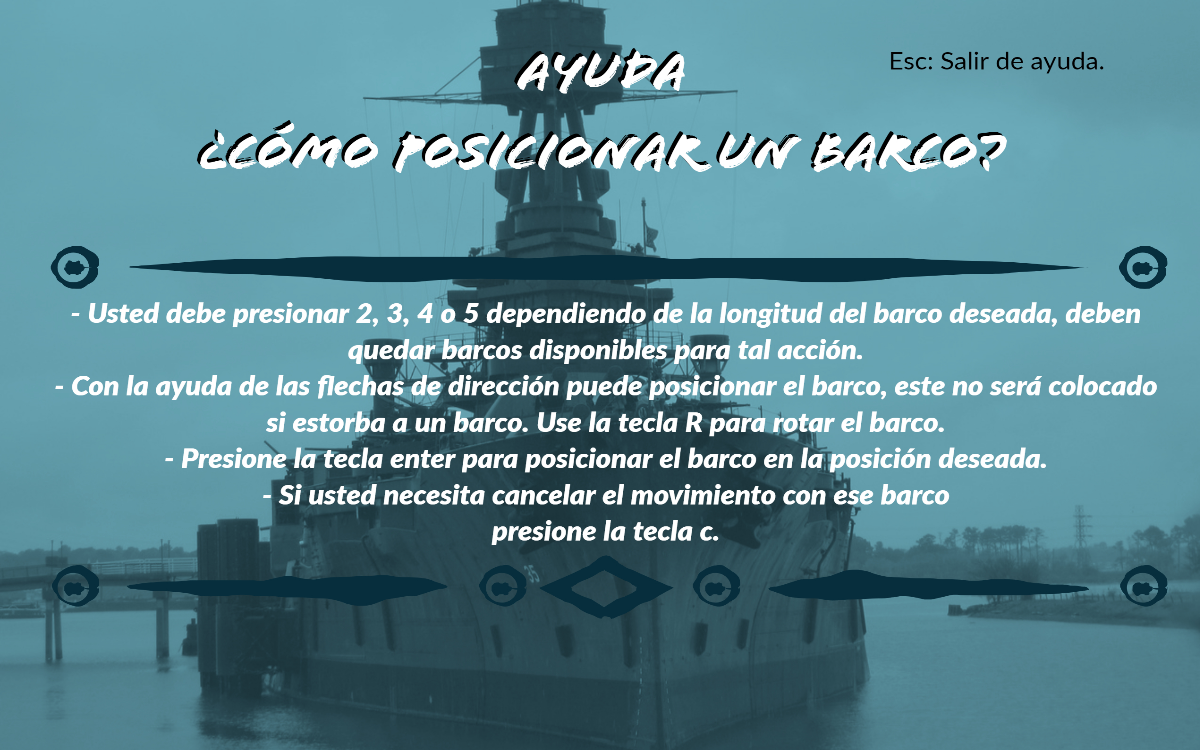 AYUDA
Esc: Salir de ayuda.
¿CÓMO POSICIONAR UN BARCO?
- Usted debe presionar 2, 3, 4 o 5 dependiendo de la longitud del barco deseada, deben
quedar barcos disponibles para tal acción.
- Con la ayuda de las flechas de dirección puede posicionar el barco, este no será colocado
si estorba a un barco. Use la tecla R para rotar el barco.
- Presione la tecla enter para posicionar el barco en la posición deseada.
- Si usted necesita cancelar el movimiento con ese barco
presione la tecla c.